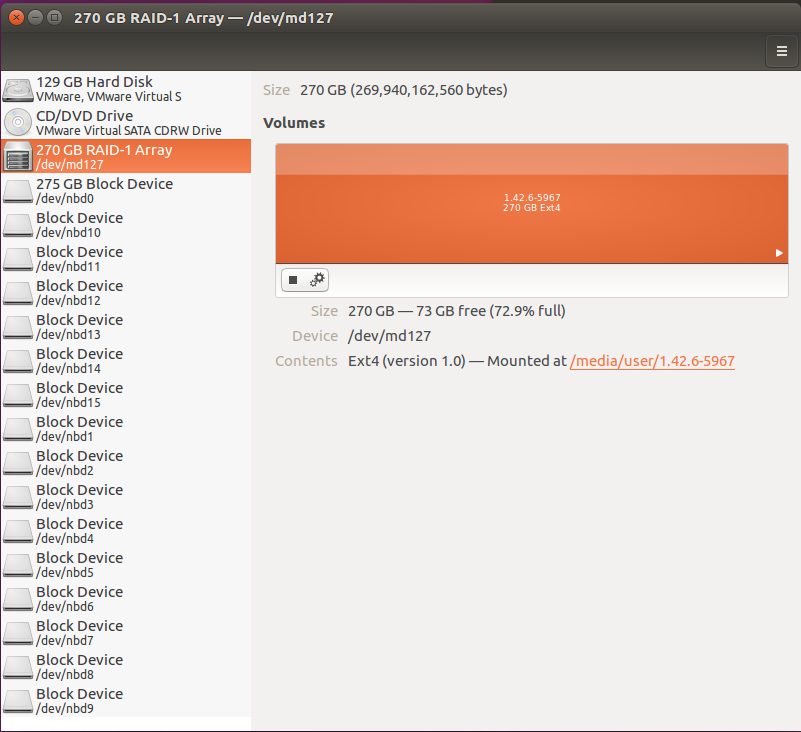 270 GB RAID-1 Array — /dev/md127
129 GB Hard Disk
VMware, VMware Virtual S
CD/DVD Drive
VMware Virtual SATA CDRW Drive
270 GB RAID-1 Array
/dev/md127
275 GB Block Device
/dev/nbd0
Block Device
/dev/nbd10
Block Device
/dev/nbd11
Block Device
/dev/nbd12
Block Device
/dev/nbd13
Block Device
/dev/nbd14
Block Device
/dev/nbd15
Block Device
/dev/nbd1
Block Device
/dev/nbd2
Block Device
/dev/nbd3
Block Device
/dev/nbd4
Block Device
/dev/nbd5
Block Device
/dev/nbd6
Block Device
/dev/nbd7
Block Device
/dev/nbd8
Block Device
/dev/nbd9
Size 270 GB (269,940,162,560 bytes)
Volumes
1.42.6-5967
270 GB Ext4
Size 270 GB — 73 GB free (72.9% full)
Device /dev/md127
Contents Ext4 (version 1.0) — Mounted at /media/user/1.42.6-5967